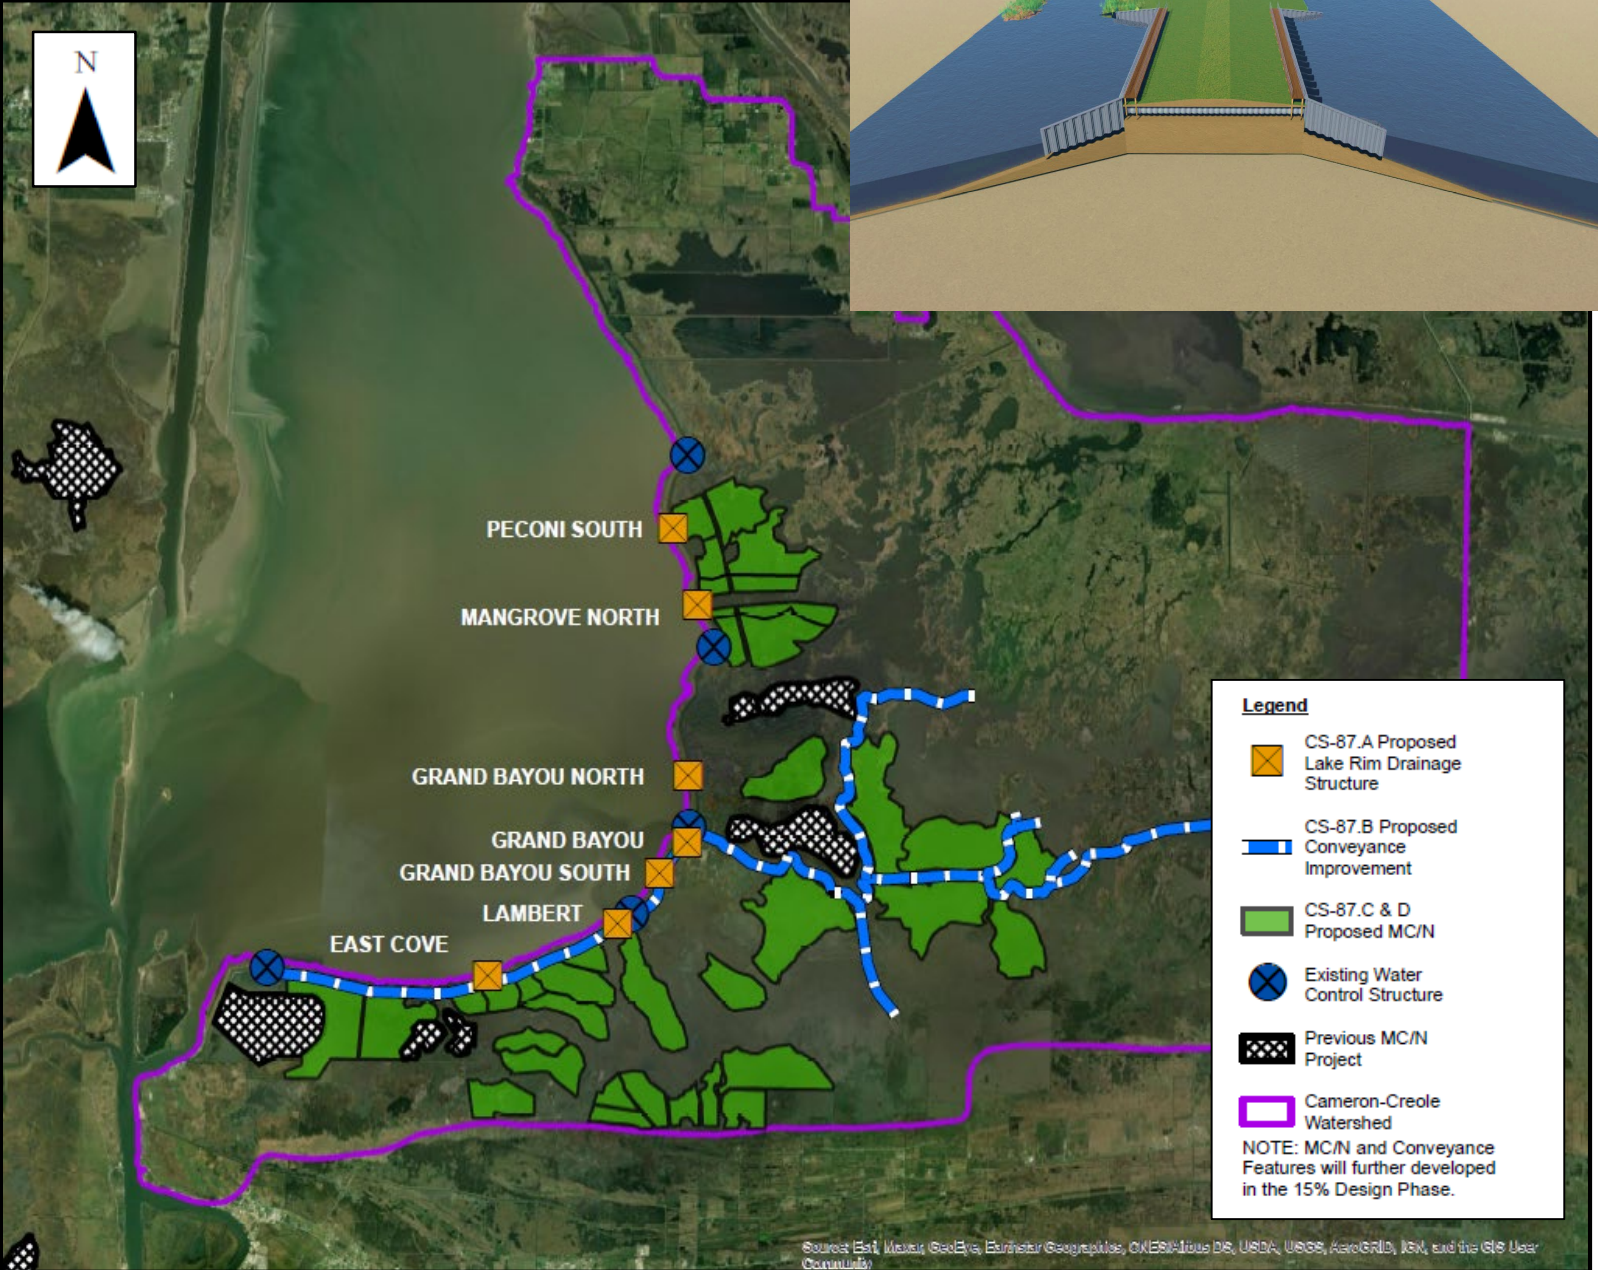 N
PECONI SOUTH
MANGROVE NORTH
GRAND BAYOU NORTH
GRAND BAYOU
GRAND BAYOU SOUTH
LAMBERT
EAST COVE
Legend
CS-87.A Proposed
Lake Rim Drainage
Structure
CS-87.B Proposed
Conveyance
Improvement
CS-87.C & D
Proposed MC/N
Existing Water
Control Structure
Previous MC/N
Project
Cameron-Creole
Watershed
NOTE: MC/N and Conveyance
Features will further developed
in the 15% Design Phase.
Source: Esri, Maxar, GeoEye, Earthstar Geographics, CNES/Airbus DS, USDA, USGS, AeroGRID, IGN, and the GIS User
Community